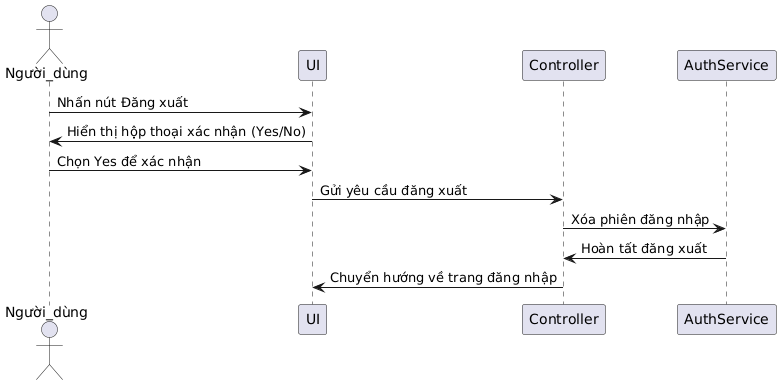 Người_dùng
UI
Controller
AuthService
Nhấn nút Đăng xuất
Hiển thị hộp thoại xác nhận (Yes/No)
Chọn Yes để xác nhận
Gửi yêu cầu đăng xuất
Xóa phiên đăng nhập
Hoàn tất đăng xuất
Chuyển hướng về trang đăng nhập
Người_dùng
UI
Controller
AuthService